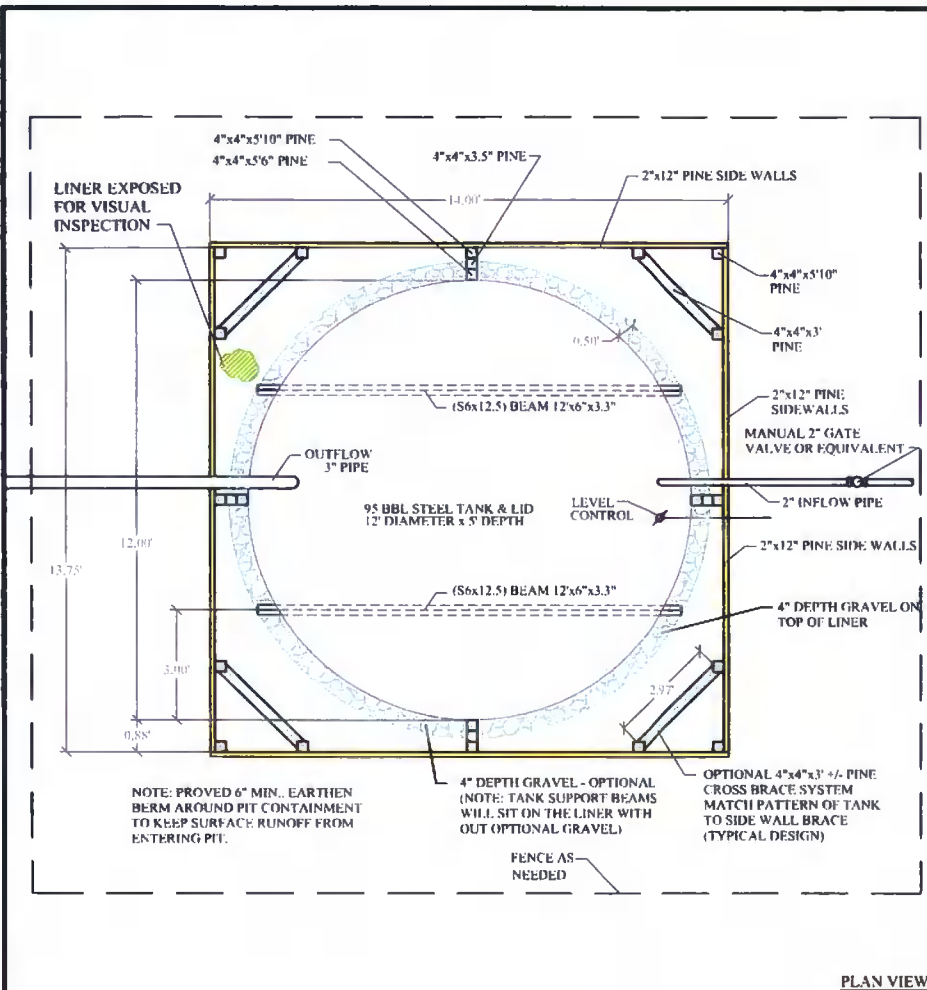 4"x4"x5'10" PINE
4"x4"x5'6" PINE
4"x4"x3.5" PINE
2"x12" PINE SIDE WALLS
LINER EXPOSED
FOR VISUAL
INSPECTION
14.00'
4"x4"x5'10"
PINE
4"x4"x3'
PINE
0.50'
2"x12" PINE
SIDEWALLS
(S6x12.5) BEAM 12'x6"x3.3"
MANUAL 2" GATE
VALVE OR EQUIVALENT
OUTFLOW
3" PIPE
95 BBL STEEL TANK & LID
12' DIAMETER x 5' DEPTH
LEVEL
CONTROL
2" INFLOW PIPE
12.00'
13.75'
2"x12" PINE SIDE WALLS
(S6x12.5) BEAM 12'x6"x3.3"
4" DEPTH GRAVEL ON
TOP OF LINER
3.00'
2.97'
0.88'
NOTE: PROVED 6" MIN.. EARTHEN
BERM AROUND PIT CONTAINMENT
TO KEEP SURFACE RUNOFF FROM
ENTERING PIT.
4" DEPTH GRAVEL - OPTIONAL
(NOTE: TANK SUPPORT BEAMS
WILL SIT ON THE LINER WITH
OUT OPTIONAL GRAVEL)
OPTIONAL 4"x4"x3' +/- PINE
CROSS BRACE SYSTEM
MATCH PATTERN OF TANK
TO SIDE WALL BRACE
(TYPICAL DESIGN)
FENCE AS
NEEDED
PLAN VIEW